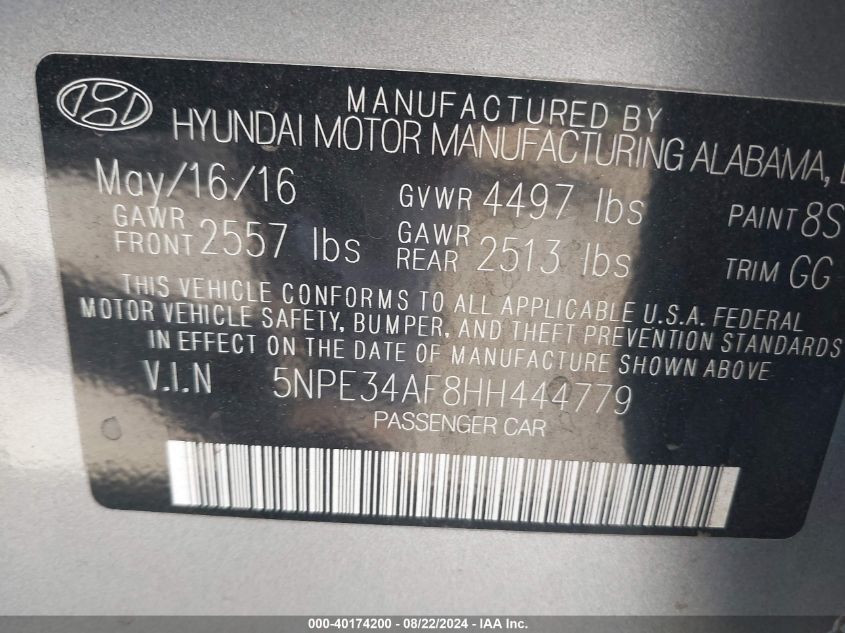 MANUFACTURED BY
HYUNDAI MOTOR MANUFACTURING ALABAMA,
May/16/16 GVWR 4497 lbs PAINT 8S
GAWR FRONT 2557 lbs GAWR REAR 2513 lbs TRIM GG
THIS VEHICLE CONFORMS TO ALL APPLICABLE U.S.A. FEDERAL
MOTOR VEHICLE SAFETY, BUMPER, AND THEFT PREVENTION STANDARDS
IN EFFECT ON THE DATE OF MANUFACTURE SHOWN ABOVE
V.I.N 5NPE34AF8HH444779
PASSENGER CAR
000-40174200 - 08/22/2024 - IAA Inc.